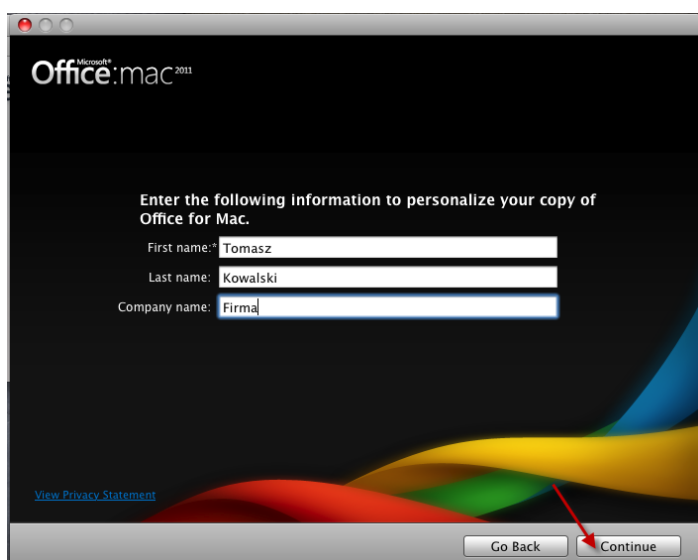 Microsoft®
Office:mac 2011
Enter the following information to personalize your copy of
Office for Mac.
First name:* Tomasz
Last name: Kowalski
Company name: Firma
View Privacy Statement
Go Back Continue